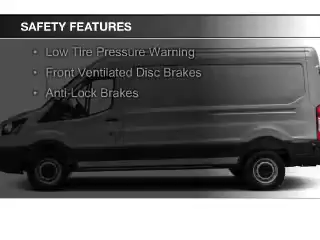 SAFETY FEATURES
• Low Tire Pressure Warning
• Front Ventilated Disc Brakes
• Anti-Lock Brakes